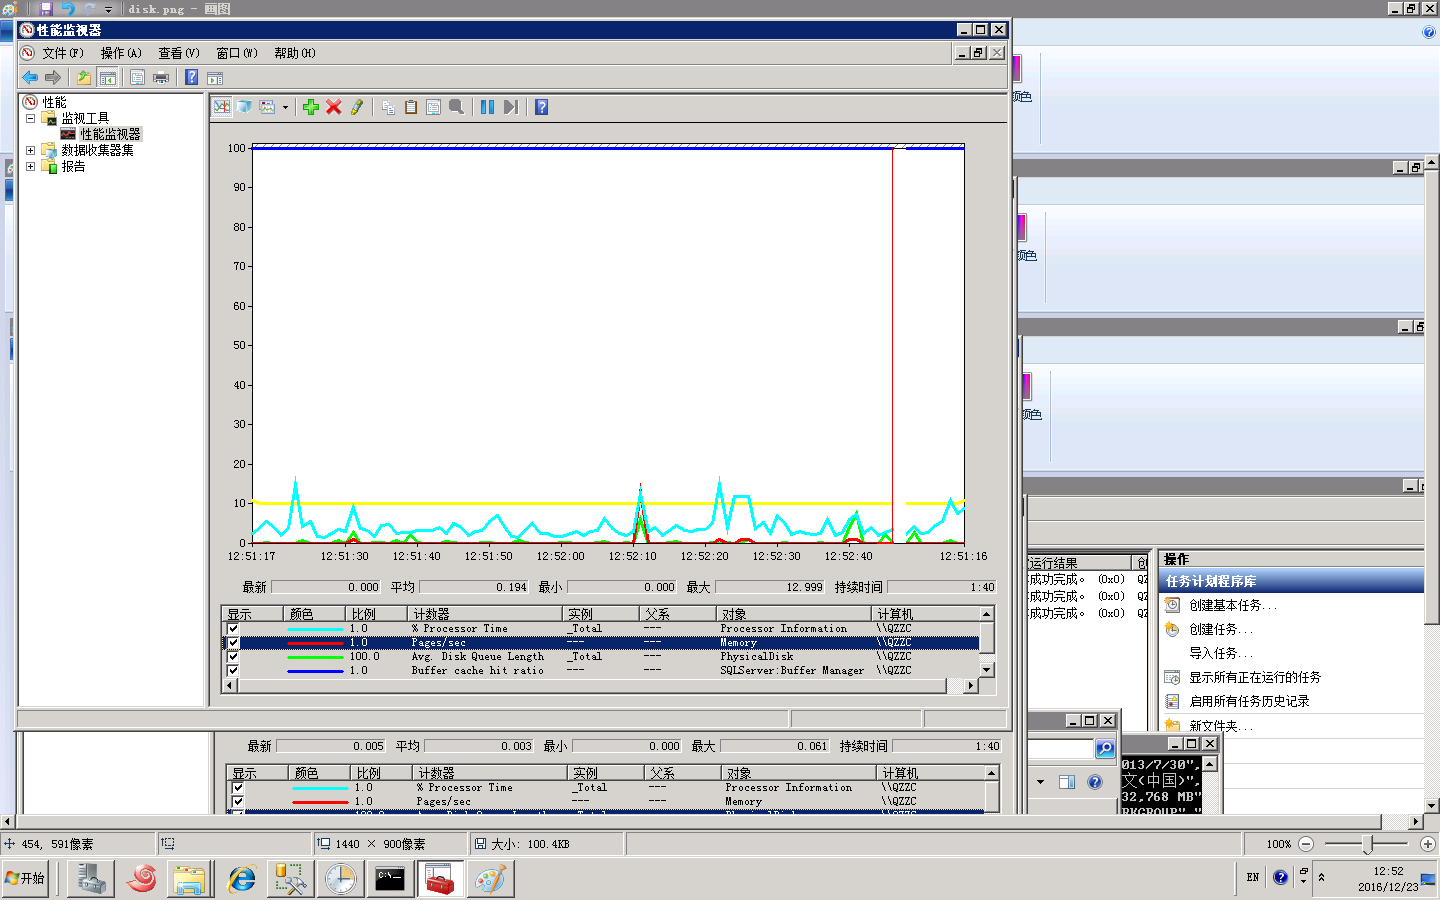 disk.png - 画图
性能监视器
文件(F) 操作(A) 查看(V) 窗口(W) 帮助(H)
性能
监视工具
性能监视器
数据收集器集
报告
颜色
颜色
颜色
100
90
80
70
60
50
40
30
20
10
0
12:51:17 12:51:30 12:51:40 12:51:50 12:52:00 12:52:10 12:52:20 12:52:30 12:52:40 12:51:16
最新 0.000 平均 0.194 最小 0.000 最大 12.999 持续时间 1:40
显示 颜色 比例 计数器 实例 父系 对象 计算机
1.0 % Processor Time _Total --- Processor Information \\QZZC
1.0 Pages/sec --- --- Memory \\QZZC
100.0 Avg. Disk Queue Length _Total --- PhysicalDisk \\QZZC
1.0 Buffer cache hit ratio --- --- SQLServer:Buffer Manager \\QZZC
最新 0.005 平均 0.003 最小 0.000 最大 0.061 持续时间 1:40
显示 颜色 比例 计数器 实例 父系 对象 计算机
1.0 % Processor Time _Total --- Processor Information \\QZZC
1.0 Pages/sec --- --- Memory \\QZZC
运行结果
成功完成。 (0x0) QZ
成功完成。 (0x0) QZ
成功完成。 (0x0) QZ
操作
任务计划程序库
创建基本任务...
创建任务...
导入任务...
显示所有正在运行的任务
启用所有任务历史记录
新文件夹...
013/7/30",
文(中国)",
32,768 MB"
454, 591像素
1440 × 900像素
大小: 100.4KB
100%
开始
C:\_
EN
12:52
2016/12/23